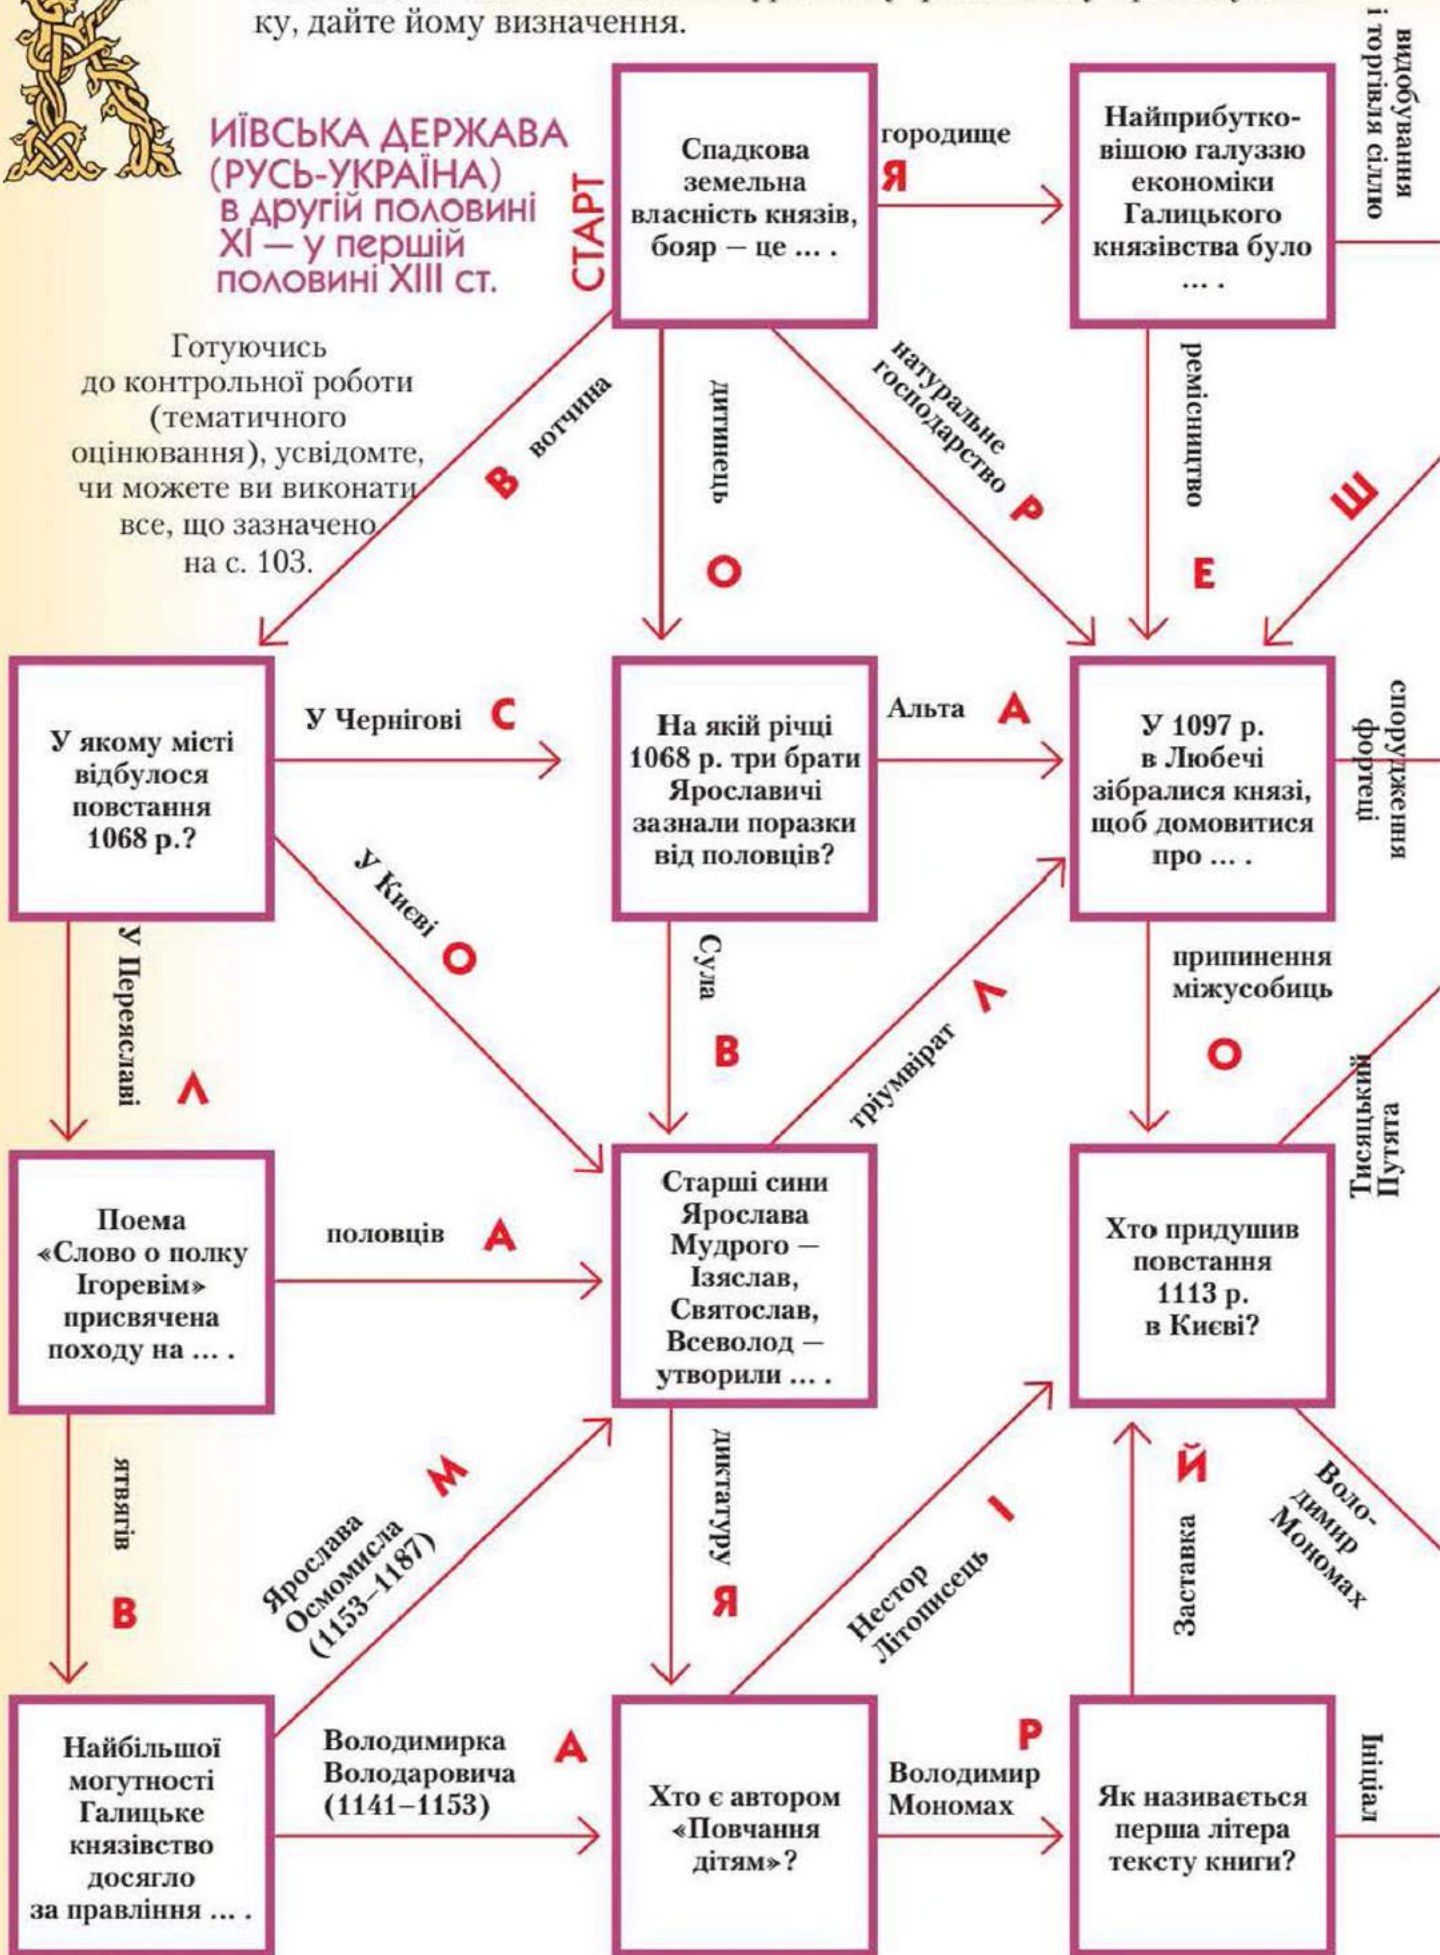 ку, дайте йому визначення.
К
ИЇВСЬКА ДЕРЖАВА
(РУСЬ-УКРАЇНА)
в другій половині
XI — у першій
половині XIII ст.
Готуючись
до контрольної роботи
(тематичного
оцінювання), усвідомте,
чи можете ви виконати
все, що зазначено
на с. 103.
СТАРТ
Спадкова
земельна
власність князів,
бояр — це ... .
городище
Я
Найприбутко-
вішою галуззю
економіки
Галицького
князівства було
... .
видобування
і торгівля сіллю
вотчина
В
дитинець
О
натуральне
господарство
Р
ремісництво
Е
Ш
У якому місті
відбулося
повстання
1068 р.?
У Чернігові
С
На якій річці
1068 р. три брати
Ярославичі
зазнали поразки
від половців?
Альта
А
У 1097 р.
в Любечі
зібралися князі,
щоб домовитися
про ... .
спорудження
фортеці
У Переяславі
Л
У Києві
О
Сула
В
тріумвірат
Л
припинення
міжусобиць
О
Тисяцький
Путята
Поема
«Слово о полку
Ігоревім»
присвячена
походу на ... .
половців
А
Старші сини
Ярослава
Мудрого —
Ізяслав,
Святослав,
Всеволод —
утворили ... .
Хто придушив
повстання
1113 р.
в Києві?
ятвягів
В
Ярослава
Осмомисла
(1153–1187)
М
диктатуру
Я
Нестор
Літописець
І
Заставка
Й
Воло-
димир
Мономах
Найбільшої
могутності
Галицьке
князівство
досягло
за правління ... .
Володимирка
Володаровича
(1141–1153)
А
Хто є автором
«Повчання
дітям»?
Р
Володимир
Мономах
Як називається
перша літера
тексту книги?
Ініціал